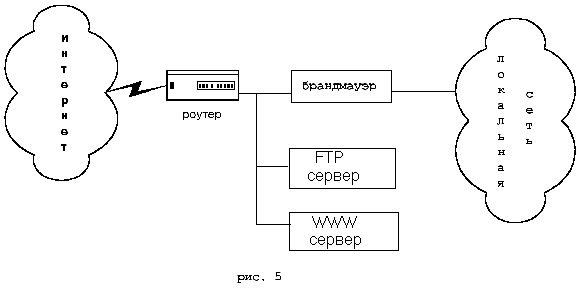 Интернет
роутер
брандмауэр
FTP
сервер
WWW
сервер
локальная
сеть
рис. 5